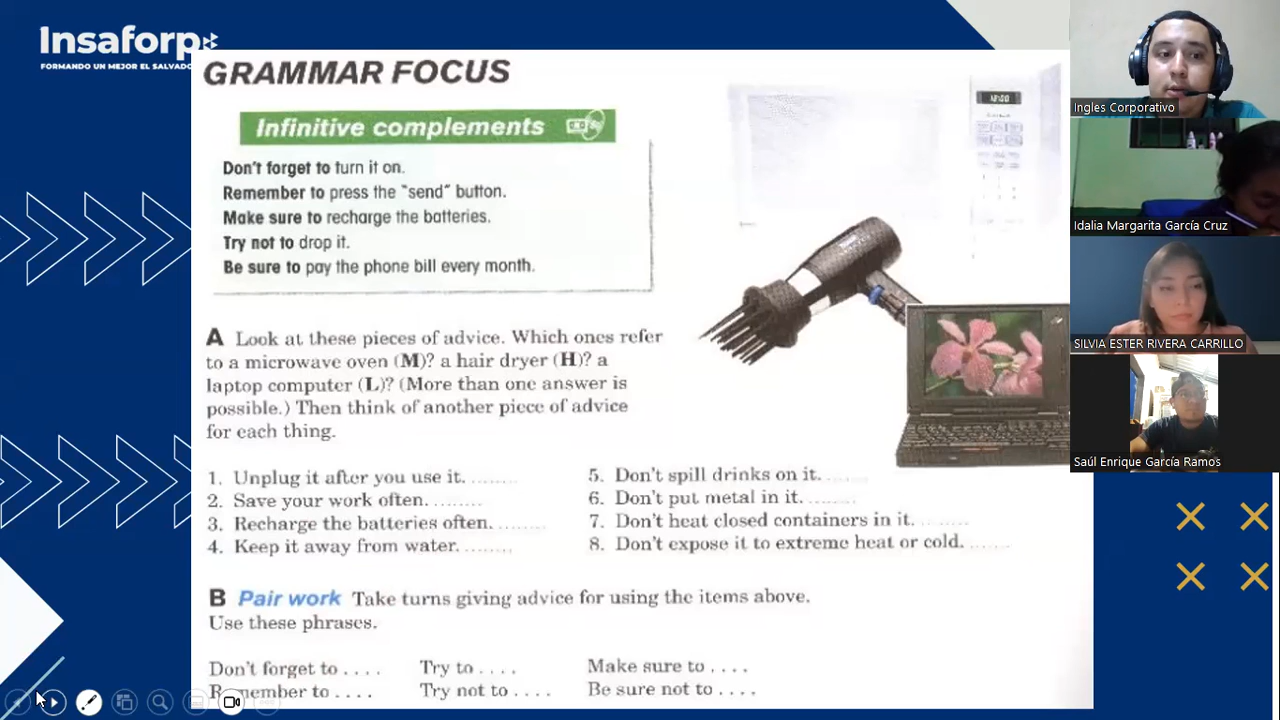 Insaforp
FORMANDO UN MEJOR EL SALVADOR
GRAMMAR FOCUS
Infinitive complements
Don't forget to turn it on.
Remember to press the "send" button.
Make sure to recharge the batteries.
Try not to drop it.
Be sure to pay the phone bill every month.
A Look at these pieces of advice. Which ones refer
to a microwave oven (M)? a hair dryer (H)? a
laptop computer (L)? (More than one answer is
possible.) Then think of another piece of advice
for each thing.
1. Unplug it after you use it. ........
2. Save your work often. ........
3. Recharge the batteries often. ........
4. Keep it away from water. ........
5. Don't spill drinks on it. ........
6. Don't put metal in it. ........
7. Don't heat closed containers in it. ........
8. Don't expose it to extreme heat or cold. ........
B Pair work Take turns giving advice for using the items above.
Use these phrases.
Don't forget to . . . . Try to . . . . Make sure to . . . .
Remember to . . . . Try not to . . . . Be sure not to . . . .
Ingles Corporativo
Idalia Margarita García Cruz
SILVIA ESTER RIVERA CARRILLO
Saúl Enrique García Ramos